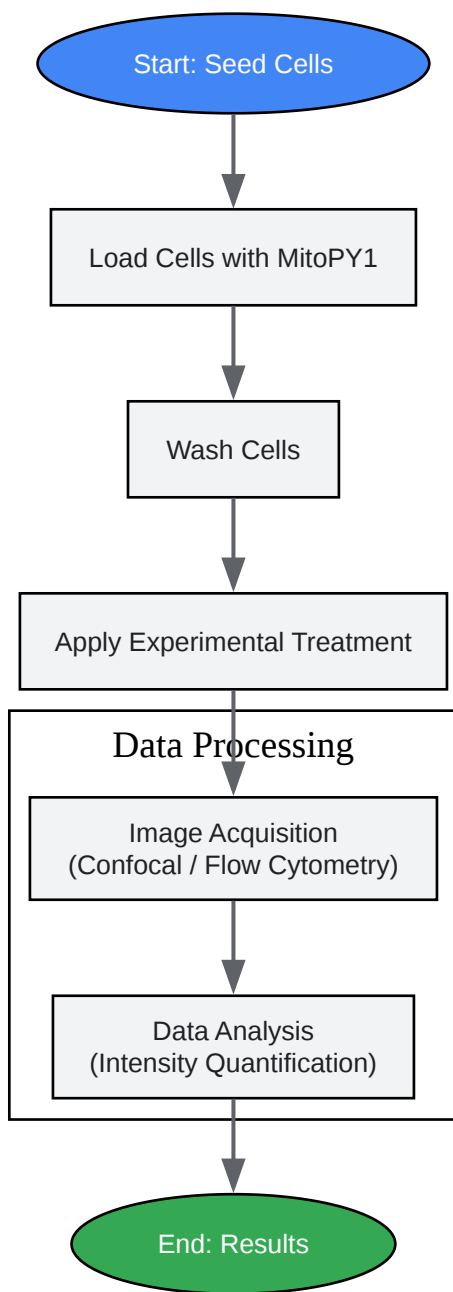 Start: Seed Cells
Load Cells with MitoPY1
Wash Cells
Apply Experimental Treatment
Data Processing
Image Acquisition
(Confocal / Flow Cytometry)
Data Analysis
(Intensity Quantification)
End: Results